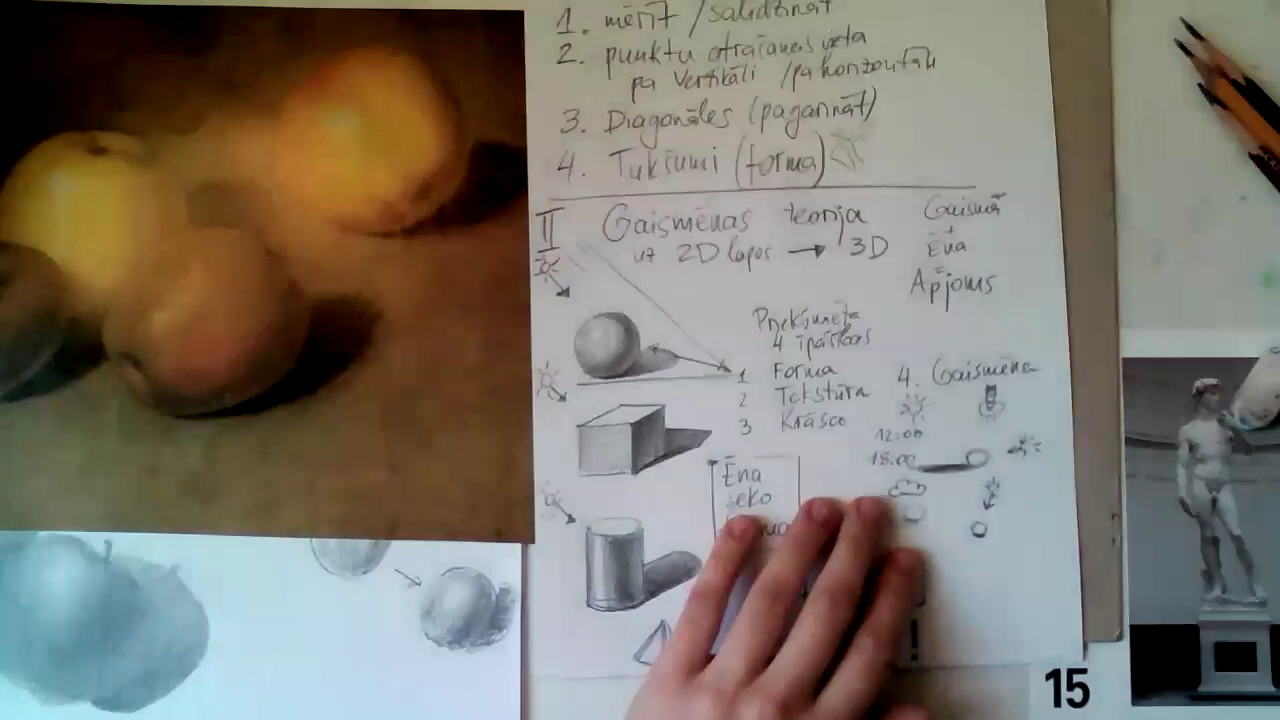 1. mērīt / salīdzināt
2. punktu atrašanās vieta
pa vertikāli / pa horizontāli
3. Diagonāles (pagarināt)
4. Tukšumi (forma)
II Gaismēnas teorija
uz 2D lapas → 3D
Gaisma
+
Ēna
=
Apjoms
Priekšmeta
4 īpašības
1 Forma
2 Tekstūra
3 Krāsa
4. Gaismēna
12:00
18:00
Ēna
seko
!
15